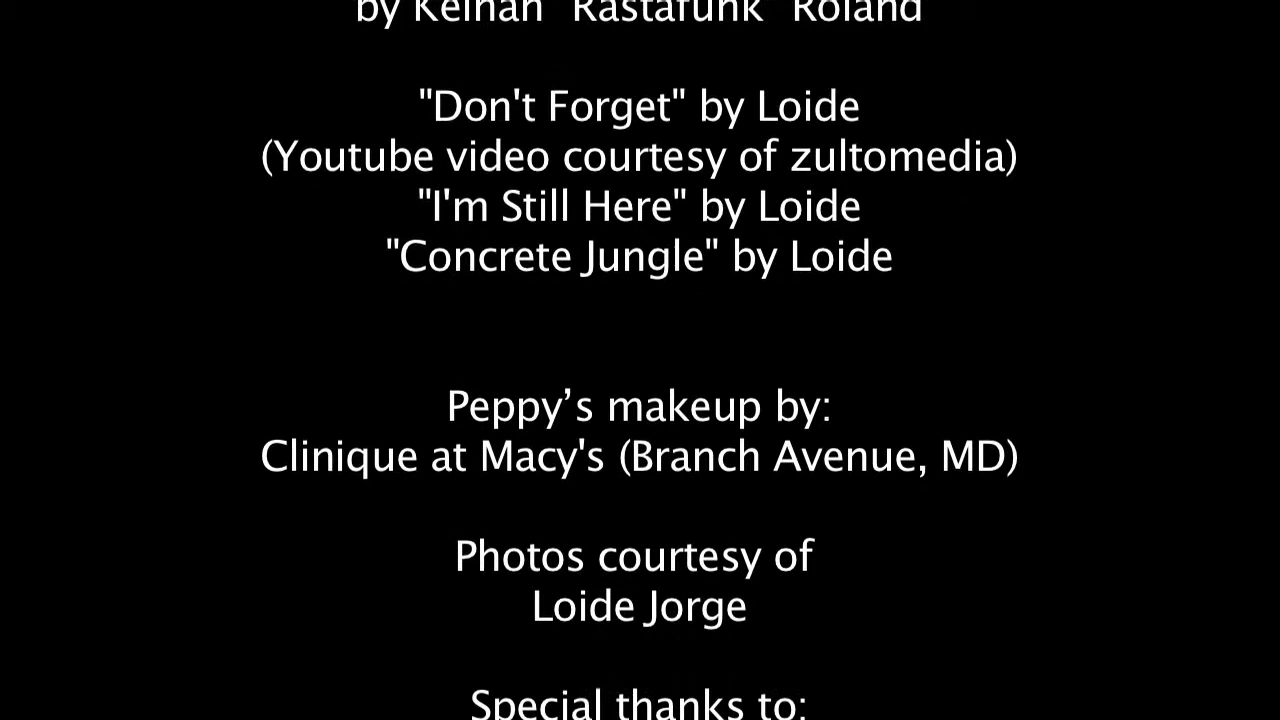 by Keinan "Rastafunk" Roland
"Don't Forget" by Loide
(Youtube video courtesy of zultomedia)
"I'm Still Here" by Loide
"Concrete Jungle" by Loide
Peppy’s makeup by:
Clinique at Macy's (Branch Avenue, MD)
Photos courtesy of
Loide Jorge
Special thanks to: